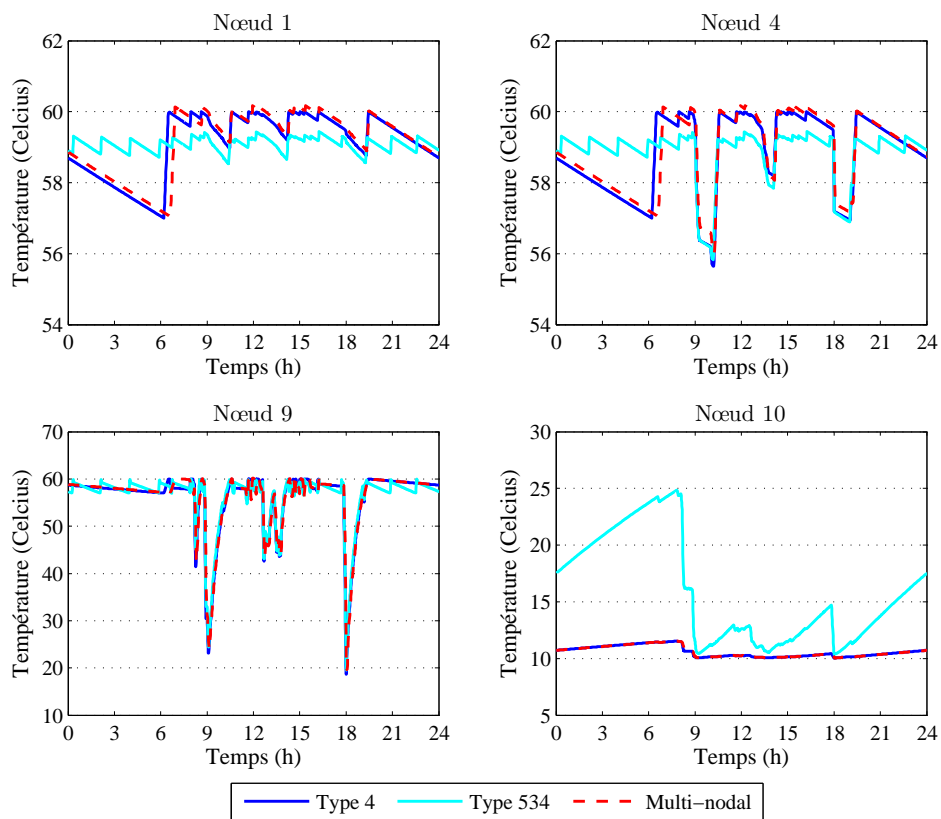 Nœud 1
Température (Celcius)
62
60
58
56
54
0 3 6 9 12 15 18 21 24
Temps (h)
Nœud 4
Température (Celcius)
62
60
58
56
54
0 3 6 9 12 15 18 21 24
Temps (h)
Nœud 9
Température (Celcius)
70
60
50
40
30
20
10
0 3 6 9 12 15 18 21 24
Temps (h)
Nœud 10
Température (Celcius)
30
25
20
15
10
5
0 3 6 9 12 15 18 21 24
Temps (h)
Type 4 Type 534 Multi−nodal